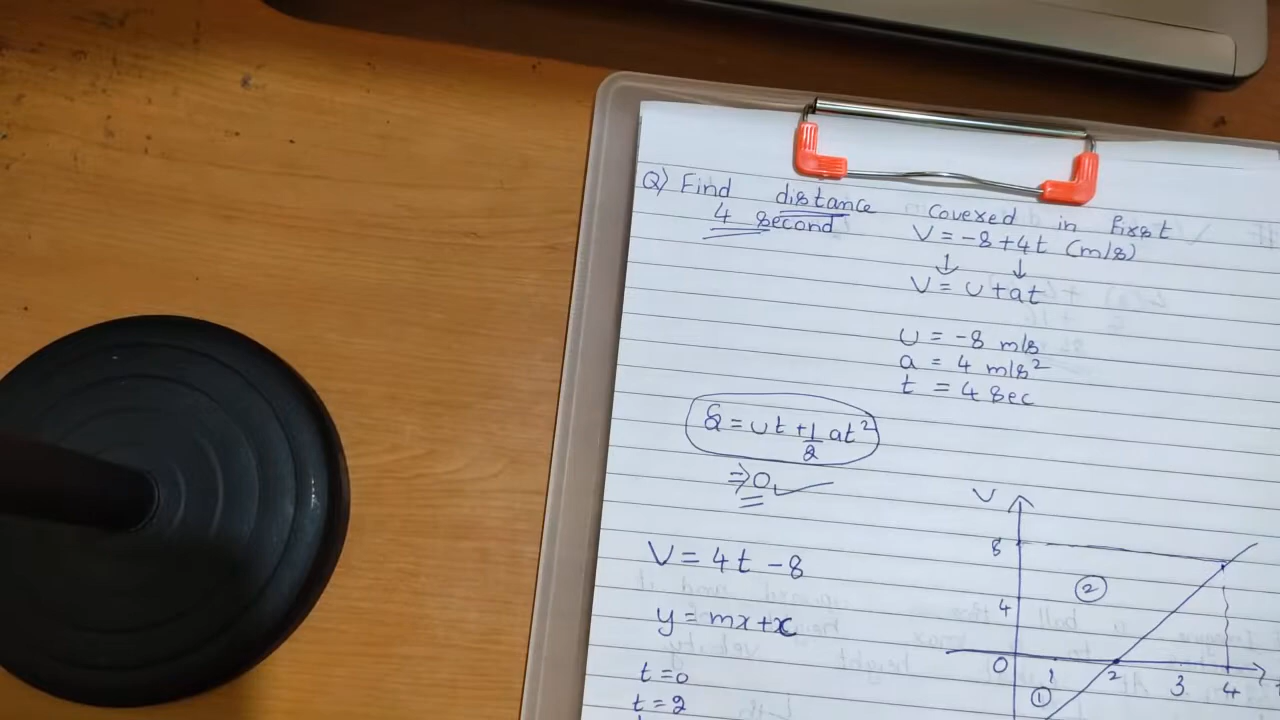 Q) Find distance covered in first
4 second
V = -8 + 4t (m/s)
↓ ↓
V = u + at
u = -8 m/s
a = 4 m/s²
t = 4 sec
S = ut + 1/2 at²
⇒ 0 ✓
V = 4t - 8
y = mx + x
t = 0
t = 2
V
8
②
4
0 1 2 3 4
①